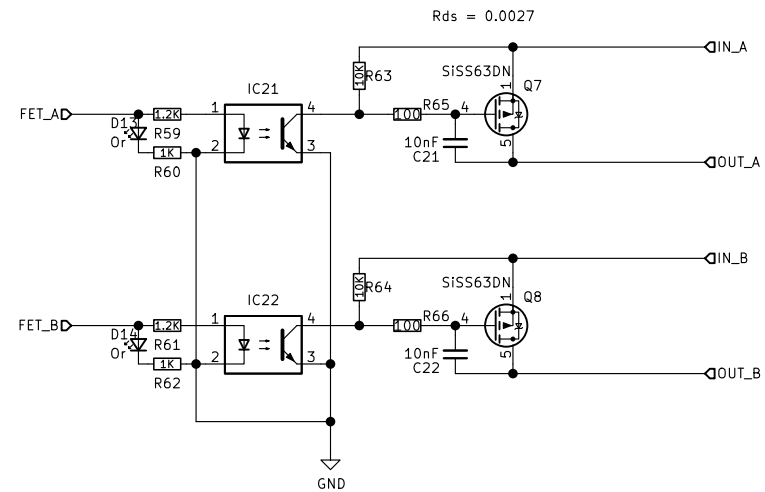 Rds = 0.0027
IN_A
SiSS63DN
Q7
1
10K
R63
IC21
FET_A
D13
Or
1.2K
R59
1
4
100
R65
4
2
3
1K
R60
10nF
C21
5
OUT_A
IN_B
SiSS63DN
Q8
1
10K
R64
IC22
FET_B
D14
Or
1.2K
R61
1
4
100
R66
4
2
3
1K
R62
10nF
C22
5
OUT_B
GND